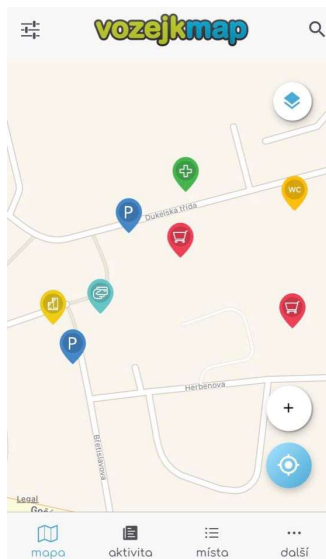 vozejkmap
WC
P
Dukelská třída
P
Herbenova
Břetislavova
+
Legal
mapa
aktivita
místa
další